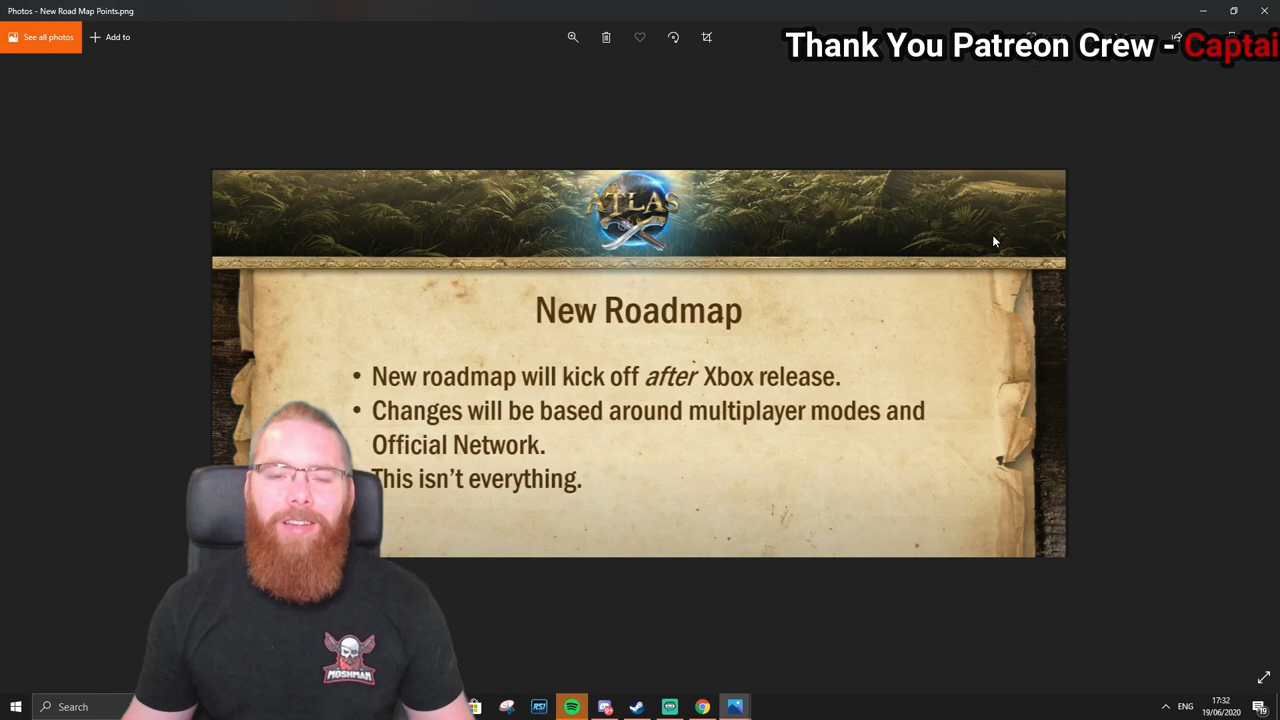 Photos - New Road Map Points.png
See all photos
Add to
Thank You Patreon Crew - Captai
ATLAS
New Roadmap
• New roadmap will kick off after Xbox release.
• Changes will be based around multiplayer modes and
Official Network.
This isn't everything.
MOSHMAN
Search
RSI
ENG
17:32
19/06/2020